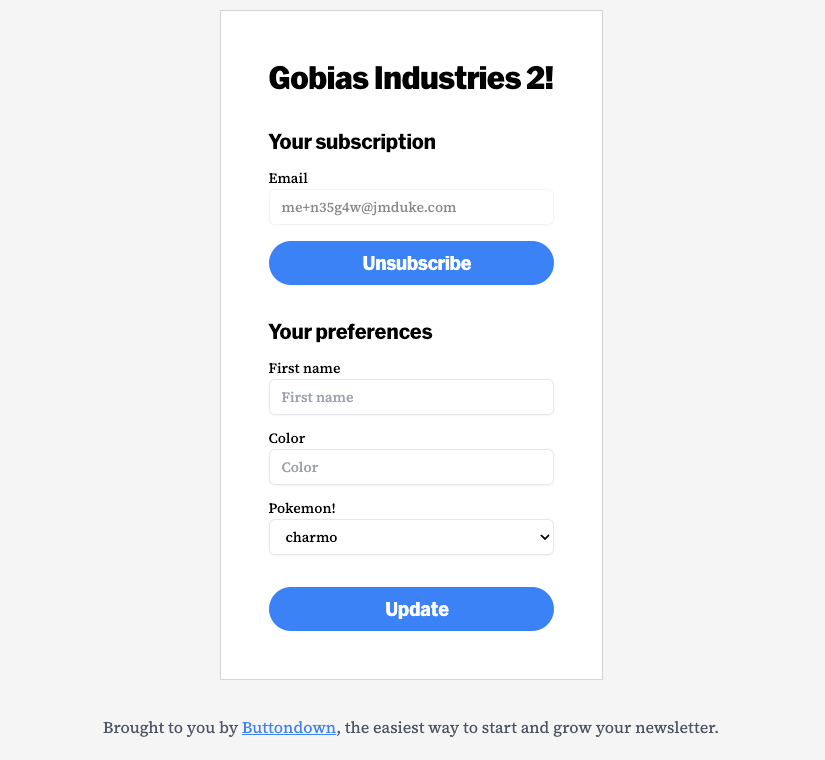 Gobias Industries 2!
Your subscription
Email
me+n35g4w@jmduke.com
Unsubscribe
Your preferences
First name
First name
Color
Color
Pokemon!
charmo
Update
Brought to you by Buttondown, the easiest way to start and grow your newsletter.